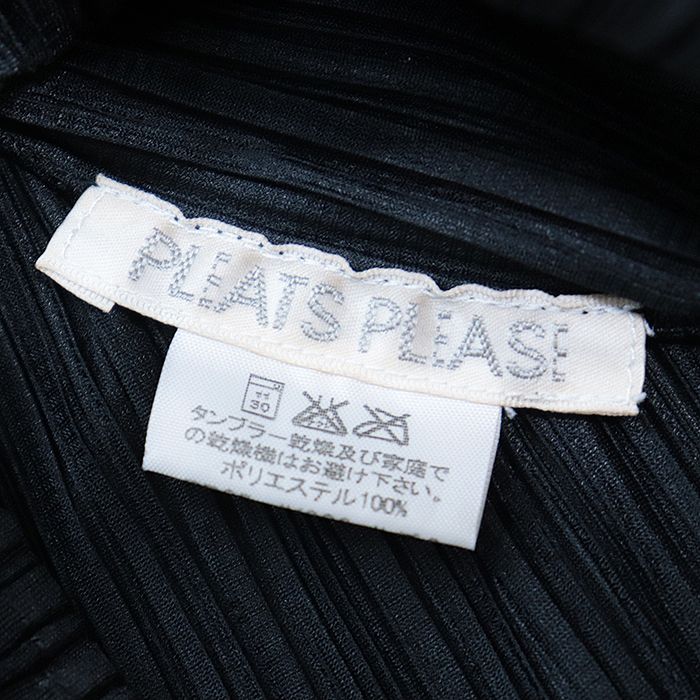 PLEATS PLEASE
タンブラー乾燥及び家庭で
の乾燥機はお避け下さい。
ポリエステル100%